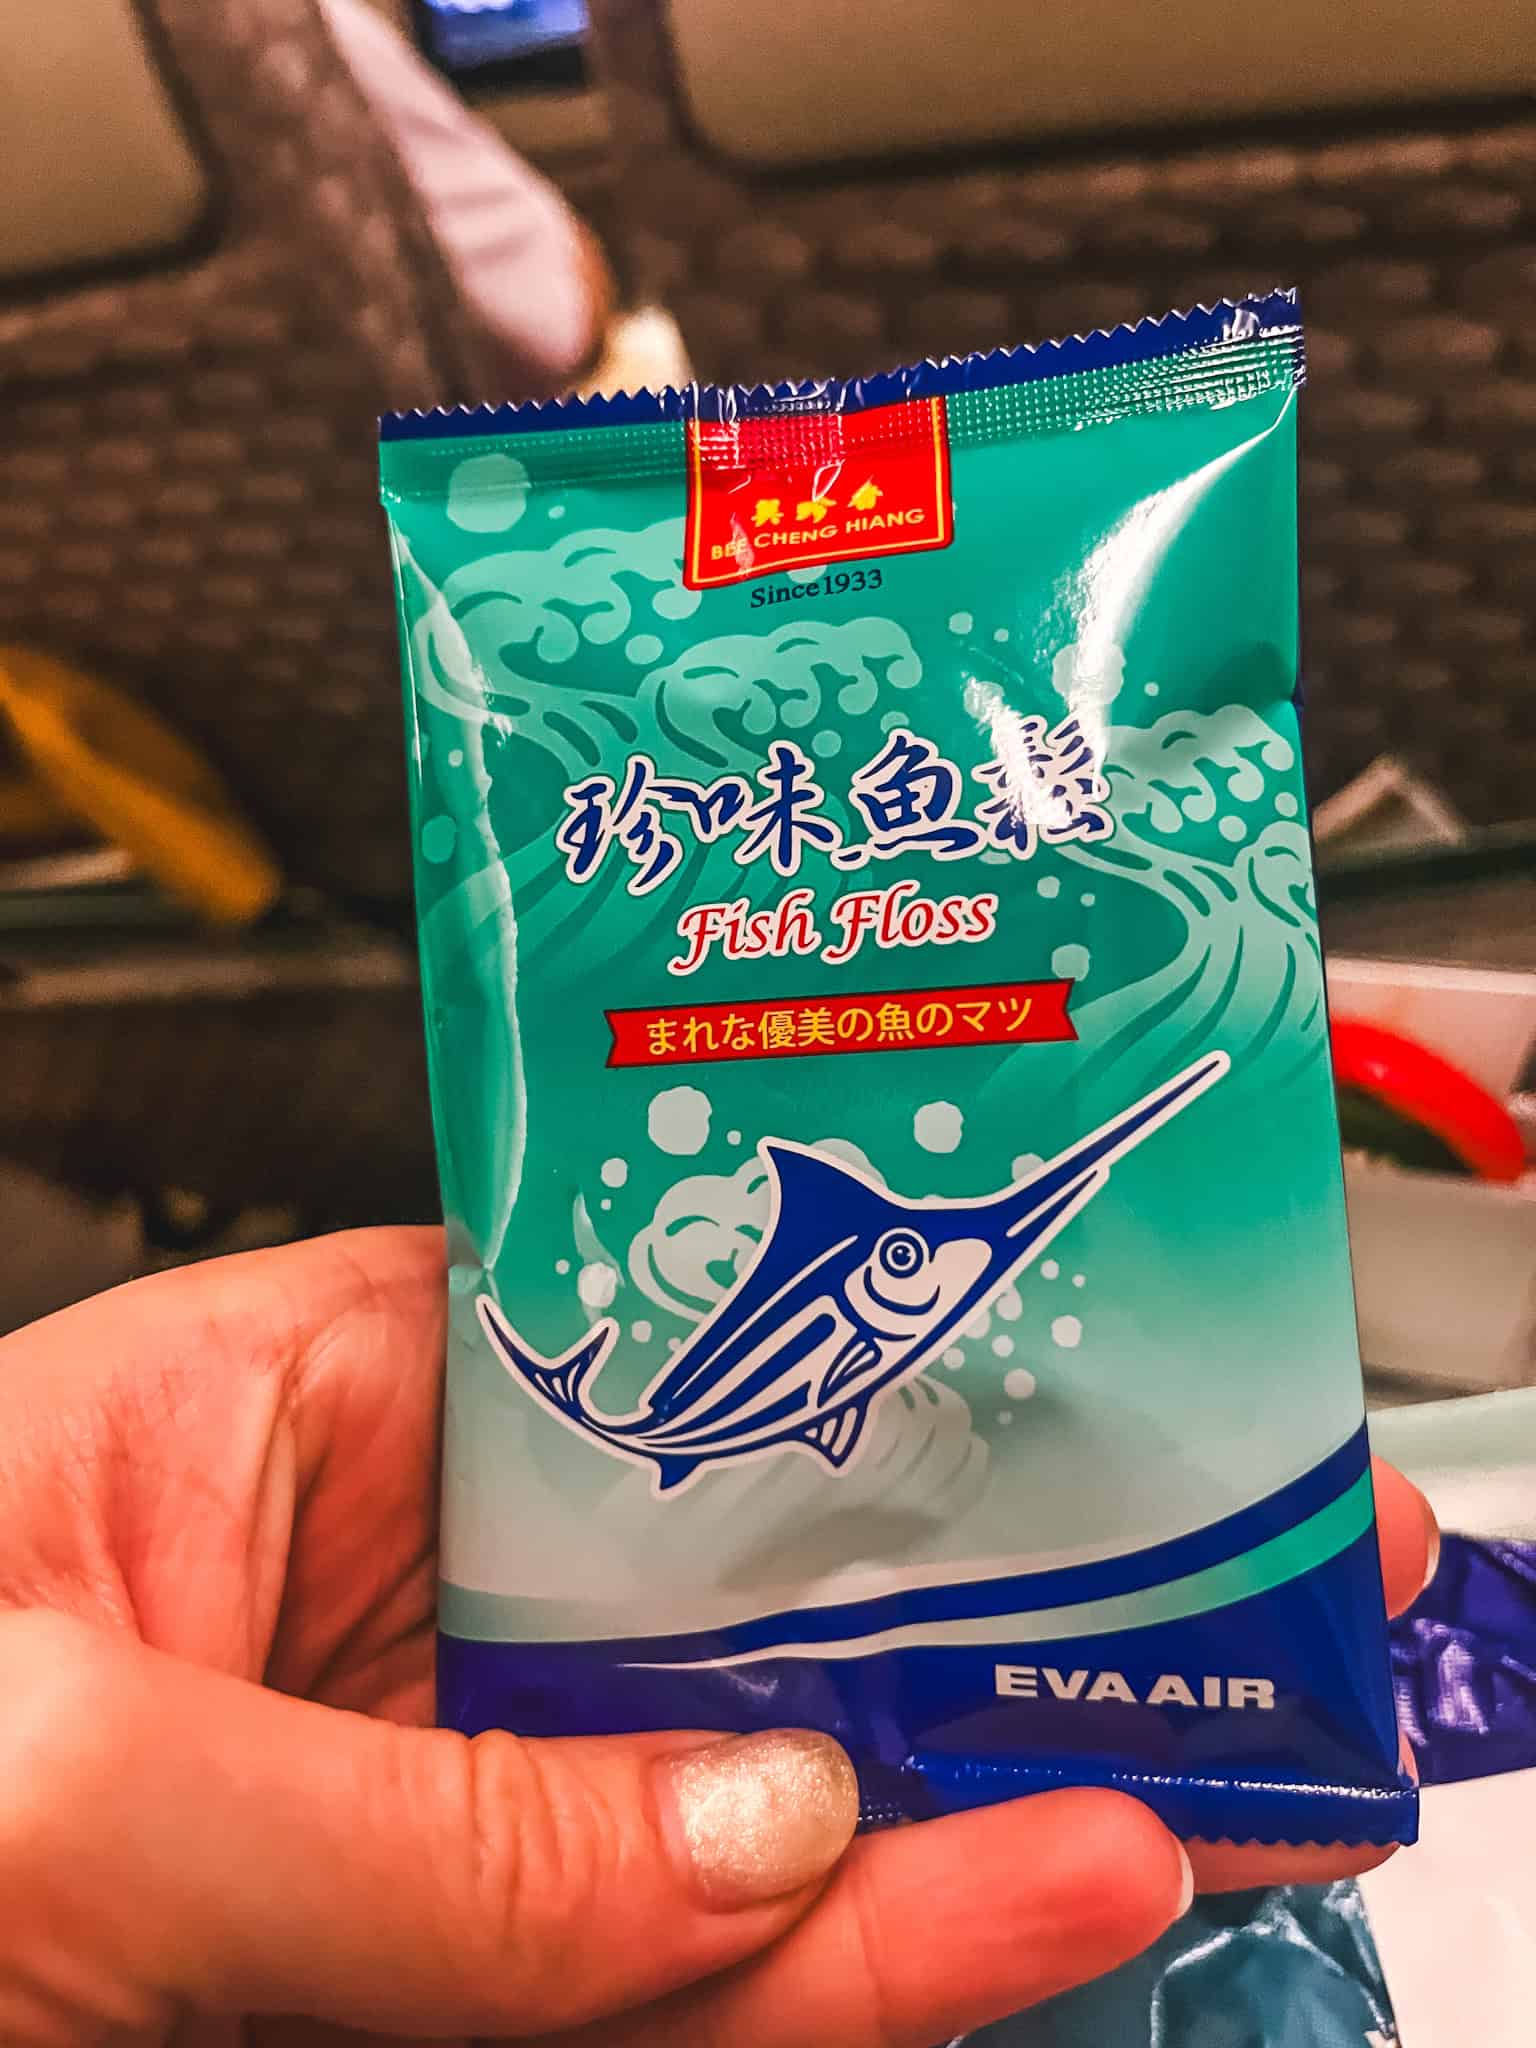 美珍香
BEE CHENG HIANG
Since1933
珍味魚鬆
Fish Floss
まれな優美の魚のマツ
EVA AIR